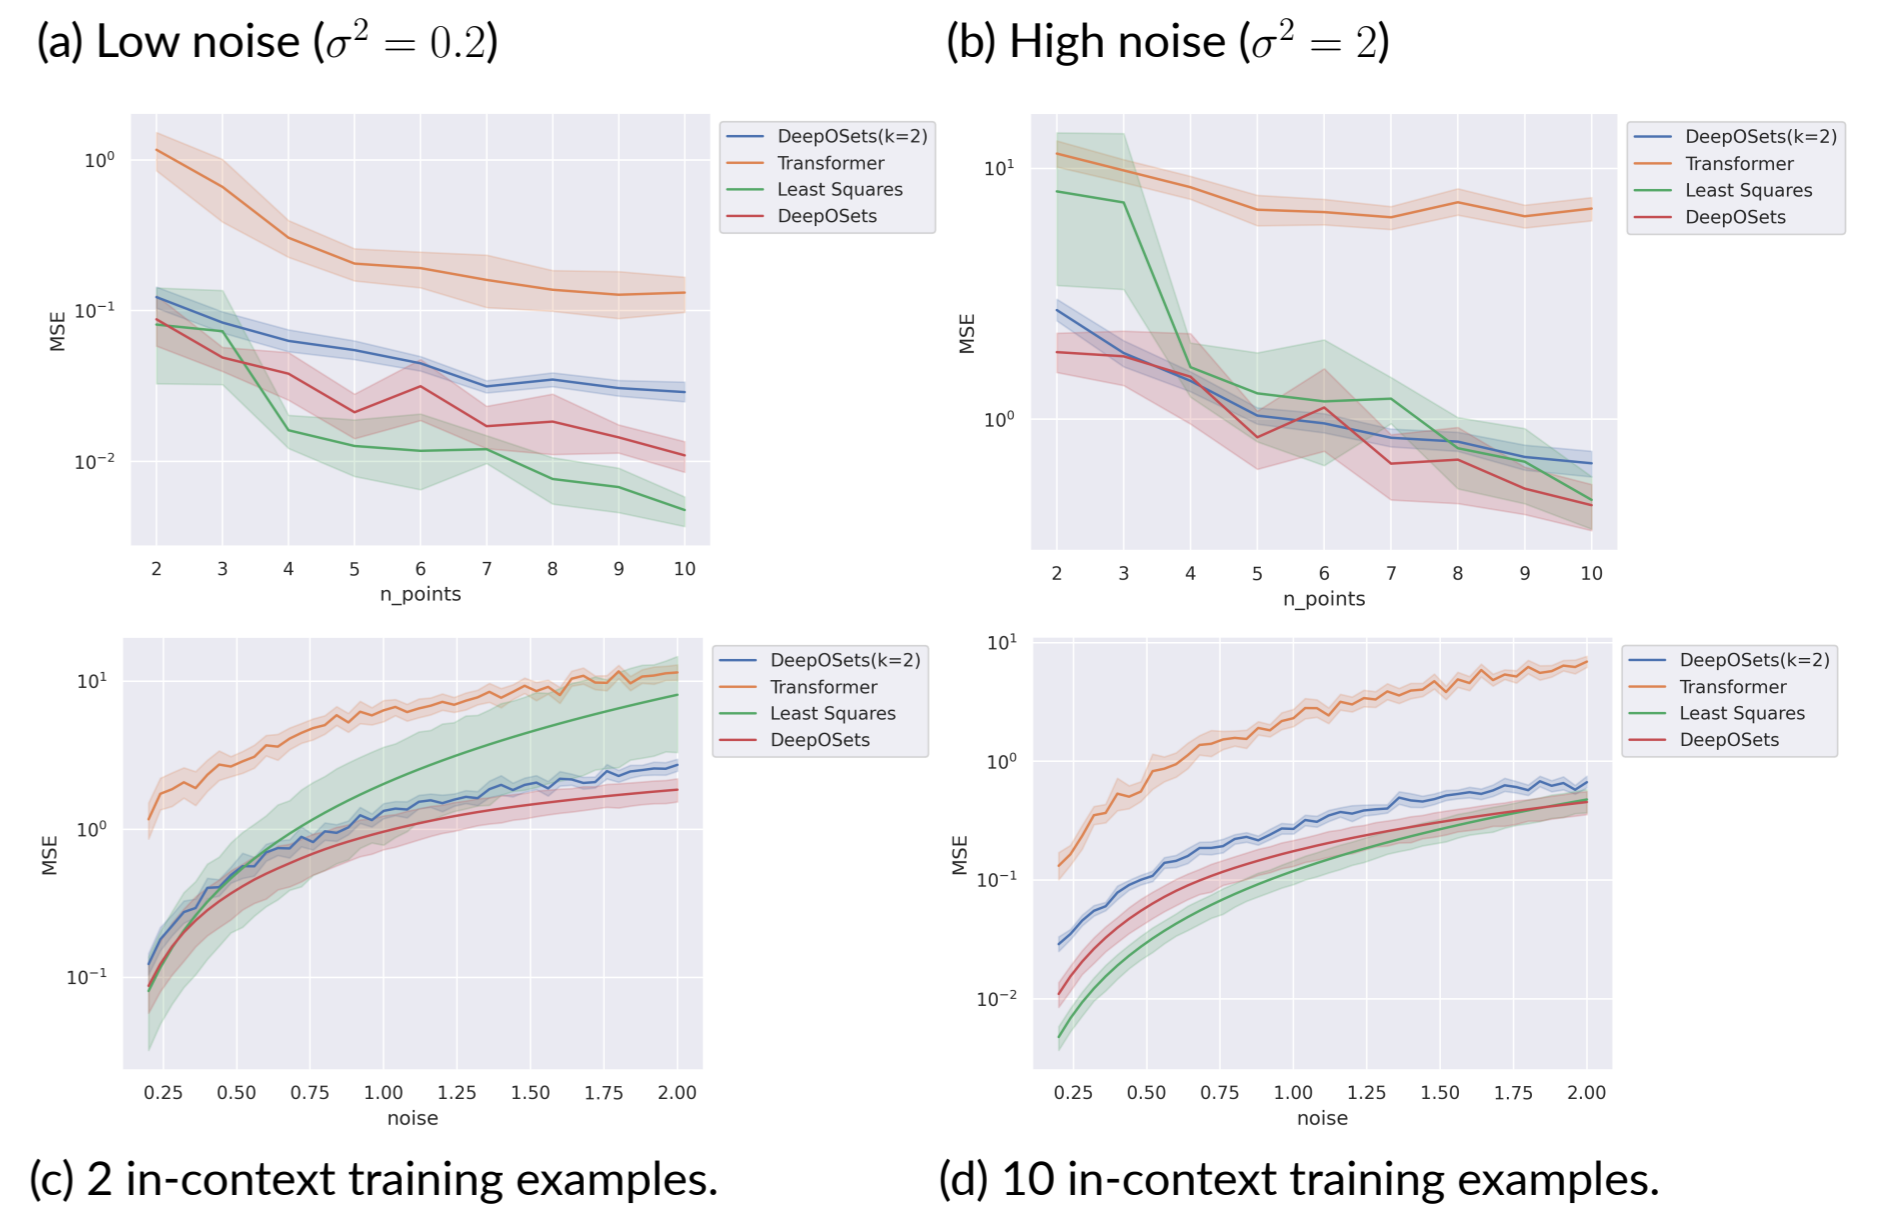 (a) Low noise (σ² = 0.2)
(b) High noise (σ² = 2)
MSE
10⁰
10⁻¹
10⁻²
2 3 4 5 6 7 8 9 10
n_points
DeepOSets(k=2)
Transformer
Least Squares
DeepOSets
MSE
10¹
10⁰
2 3 4 5 6 7 8 9 10
n_points
DeepOSets(k=2)
Transformer
Least Squares
DeepOSets
MSE
10¹
10⁰
10⁻¹
0.25 0.50 0.75 1.00 1.25 1.50 1.75 2.00
noise
DeepOSets(k=2)
Transformer
Least Squares
DeepOSets
MSE
10¹
10⁰
10⁻¹
10⁻²
0.25 0.50 0.75 1.00 1.25 1.50 1.75 2.00
noise
DeepOSets(k=2)
Transformer
Least Squares
DeepOSets
(c) 2 in-context training examples.
(d) 10 in-context training examples.